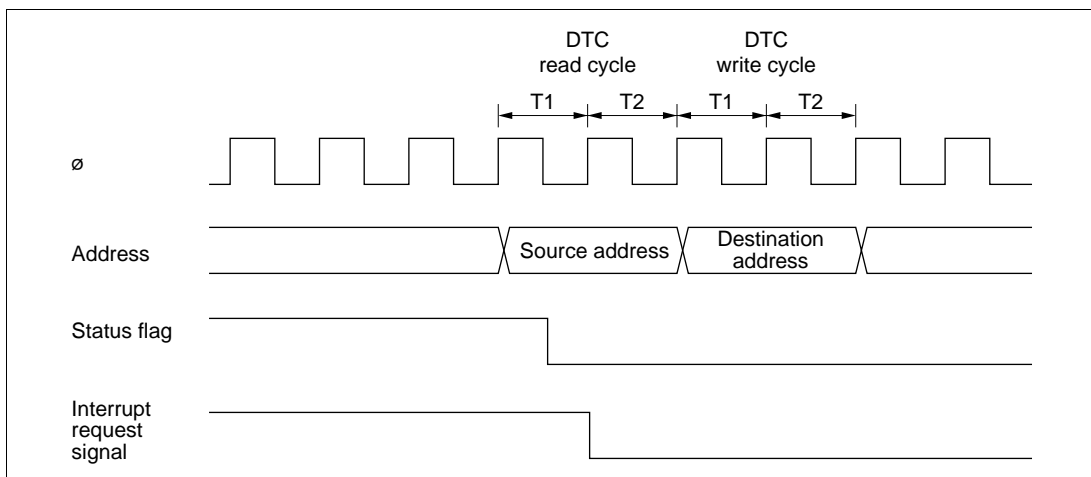 DTC
read cycle
DTC
write cycle
T1
T2
T1
T2
ø
Address
Source address
Destination
address
Status flag
Interrupt
request
signal